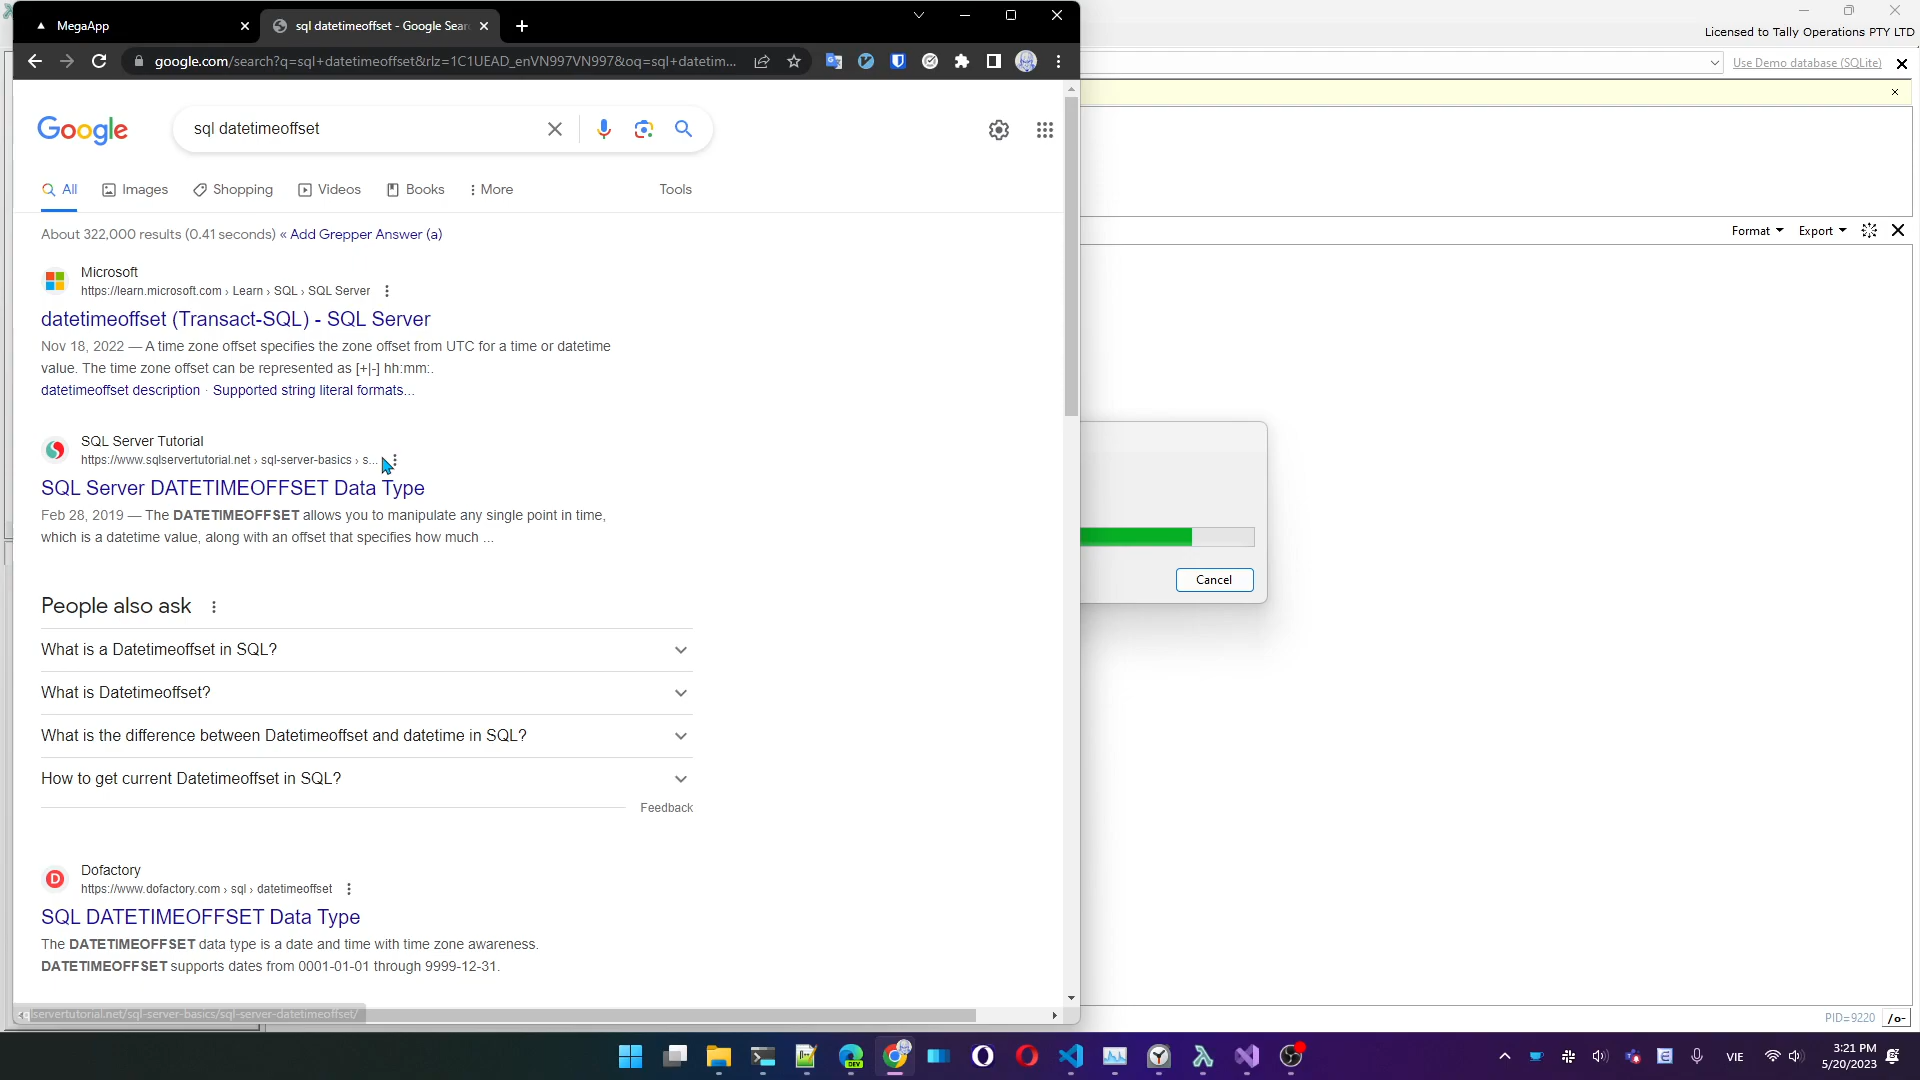 MegaApp
sql datetimeoffset - Google Sear
Licensed to Tally Operations PTY LTD
google.com/search?q=sql+datetimeoffset&rlz=1C1UEAD_enVN997VN997&oq=sql+datetim...
Use Demo database (SQLite)
Google
sql datetimeoffset
All
Images
Shopping
Videos
Books
More
Tools
Format
Export
About 322,000 results (0.41 seconds) « Add Grepper Answer (a)
Microsoft
https://learn.microsoft.com › Learn › SQL › SQL Server
datetimeoffset (Transact-SQL) - SQL Server
Nov 18, 2022 — A time zone offset specifies the zone offset from UTC for a time or datetime
value. The time zone offset can be represented as [+|-] hh:mm:.
datetimeoffset description · Supported string literal formats...
SQL Server Tutorial
https://www.sqlservertutorial.net › sql-server-basics › s...
SQL Server DATETIMEOFFSET Data Type
Feb 28, 2019 — The DATETIMEOFFSET allows you to manipulate any single point in time,
which is a datetime value, along with an offset that specifies how much ...
Cancel
People also ask
What is a Datetimeoffset in SQL?
What is Datetimeoffset?
What is the difference between Datetimeoffset and datetime in SQL?
How to get current Datetimeoffset in SQL?
Feedback
Dofactory
https://www.dofactory.com › sql › datetimeoffset
SQL DATETIMEOFFSET Data Type
The DATETIMEOFFSET data type is a date and time with time zone awareness.
DATETIMEOFFSET supports dates from 0001-01-01 through 9999-12-31.
qlservertutorial.net/sql-server-basics/sql-server-datetimeoffset/
PID=9220
/o-
DEV
VIE
3:21 PM
5/20/2023